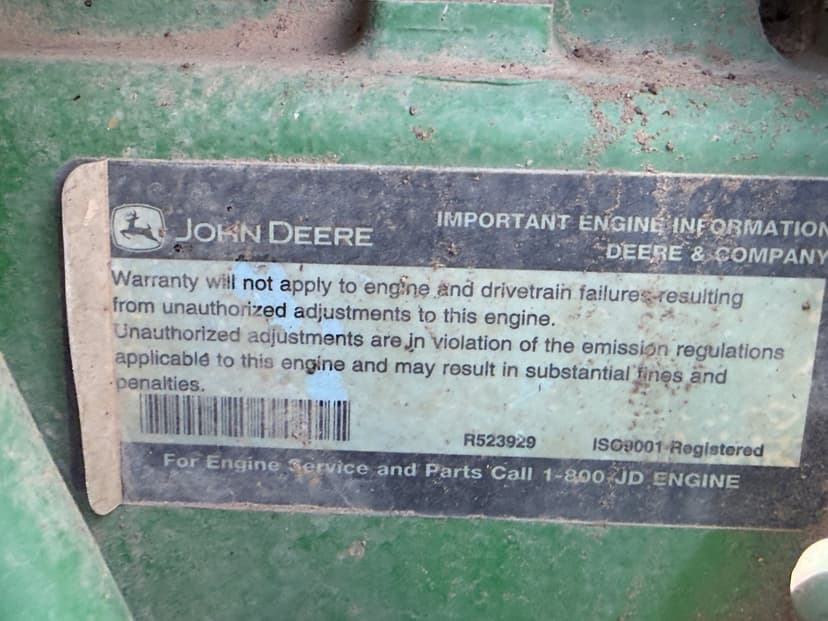 JOHN DEERE
IMPORTANT ENGINE INFORMATION
DEERE & COMPANY
Warranty will not apply to engine and drivetrain failures resulting
from unauthorized adjustments to this engine.
Unauthorized adjustments are in violation of the emission regulations
applicable to this engine and may result in substantial fines and
penalties.
R523929 ISO9001 Registered
For Engine Service and Parts Call 1-800 JD ENGINE